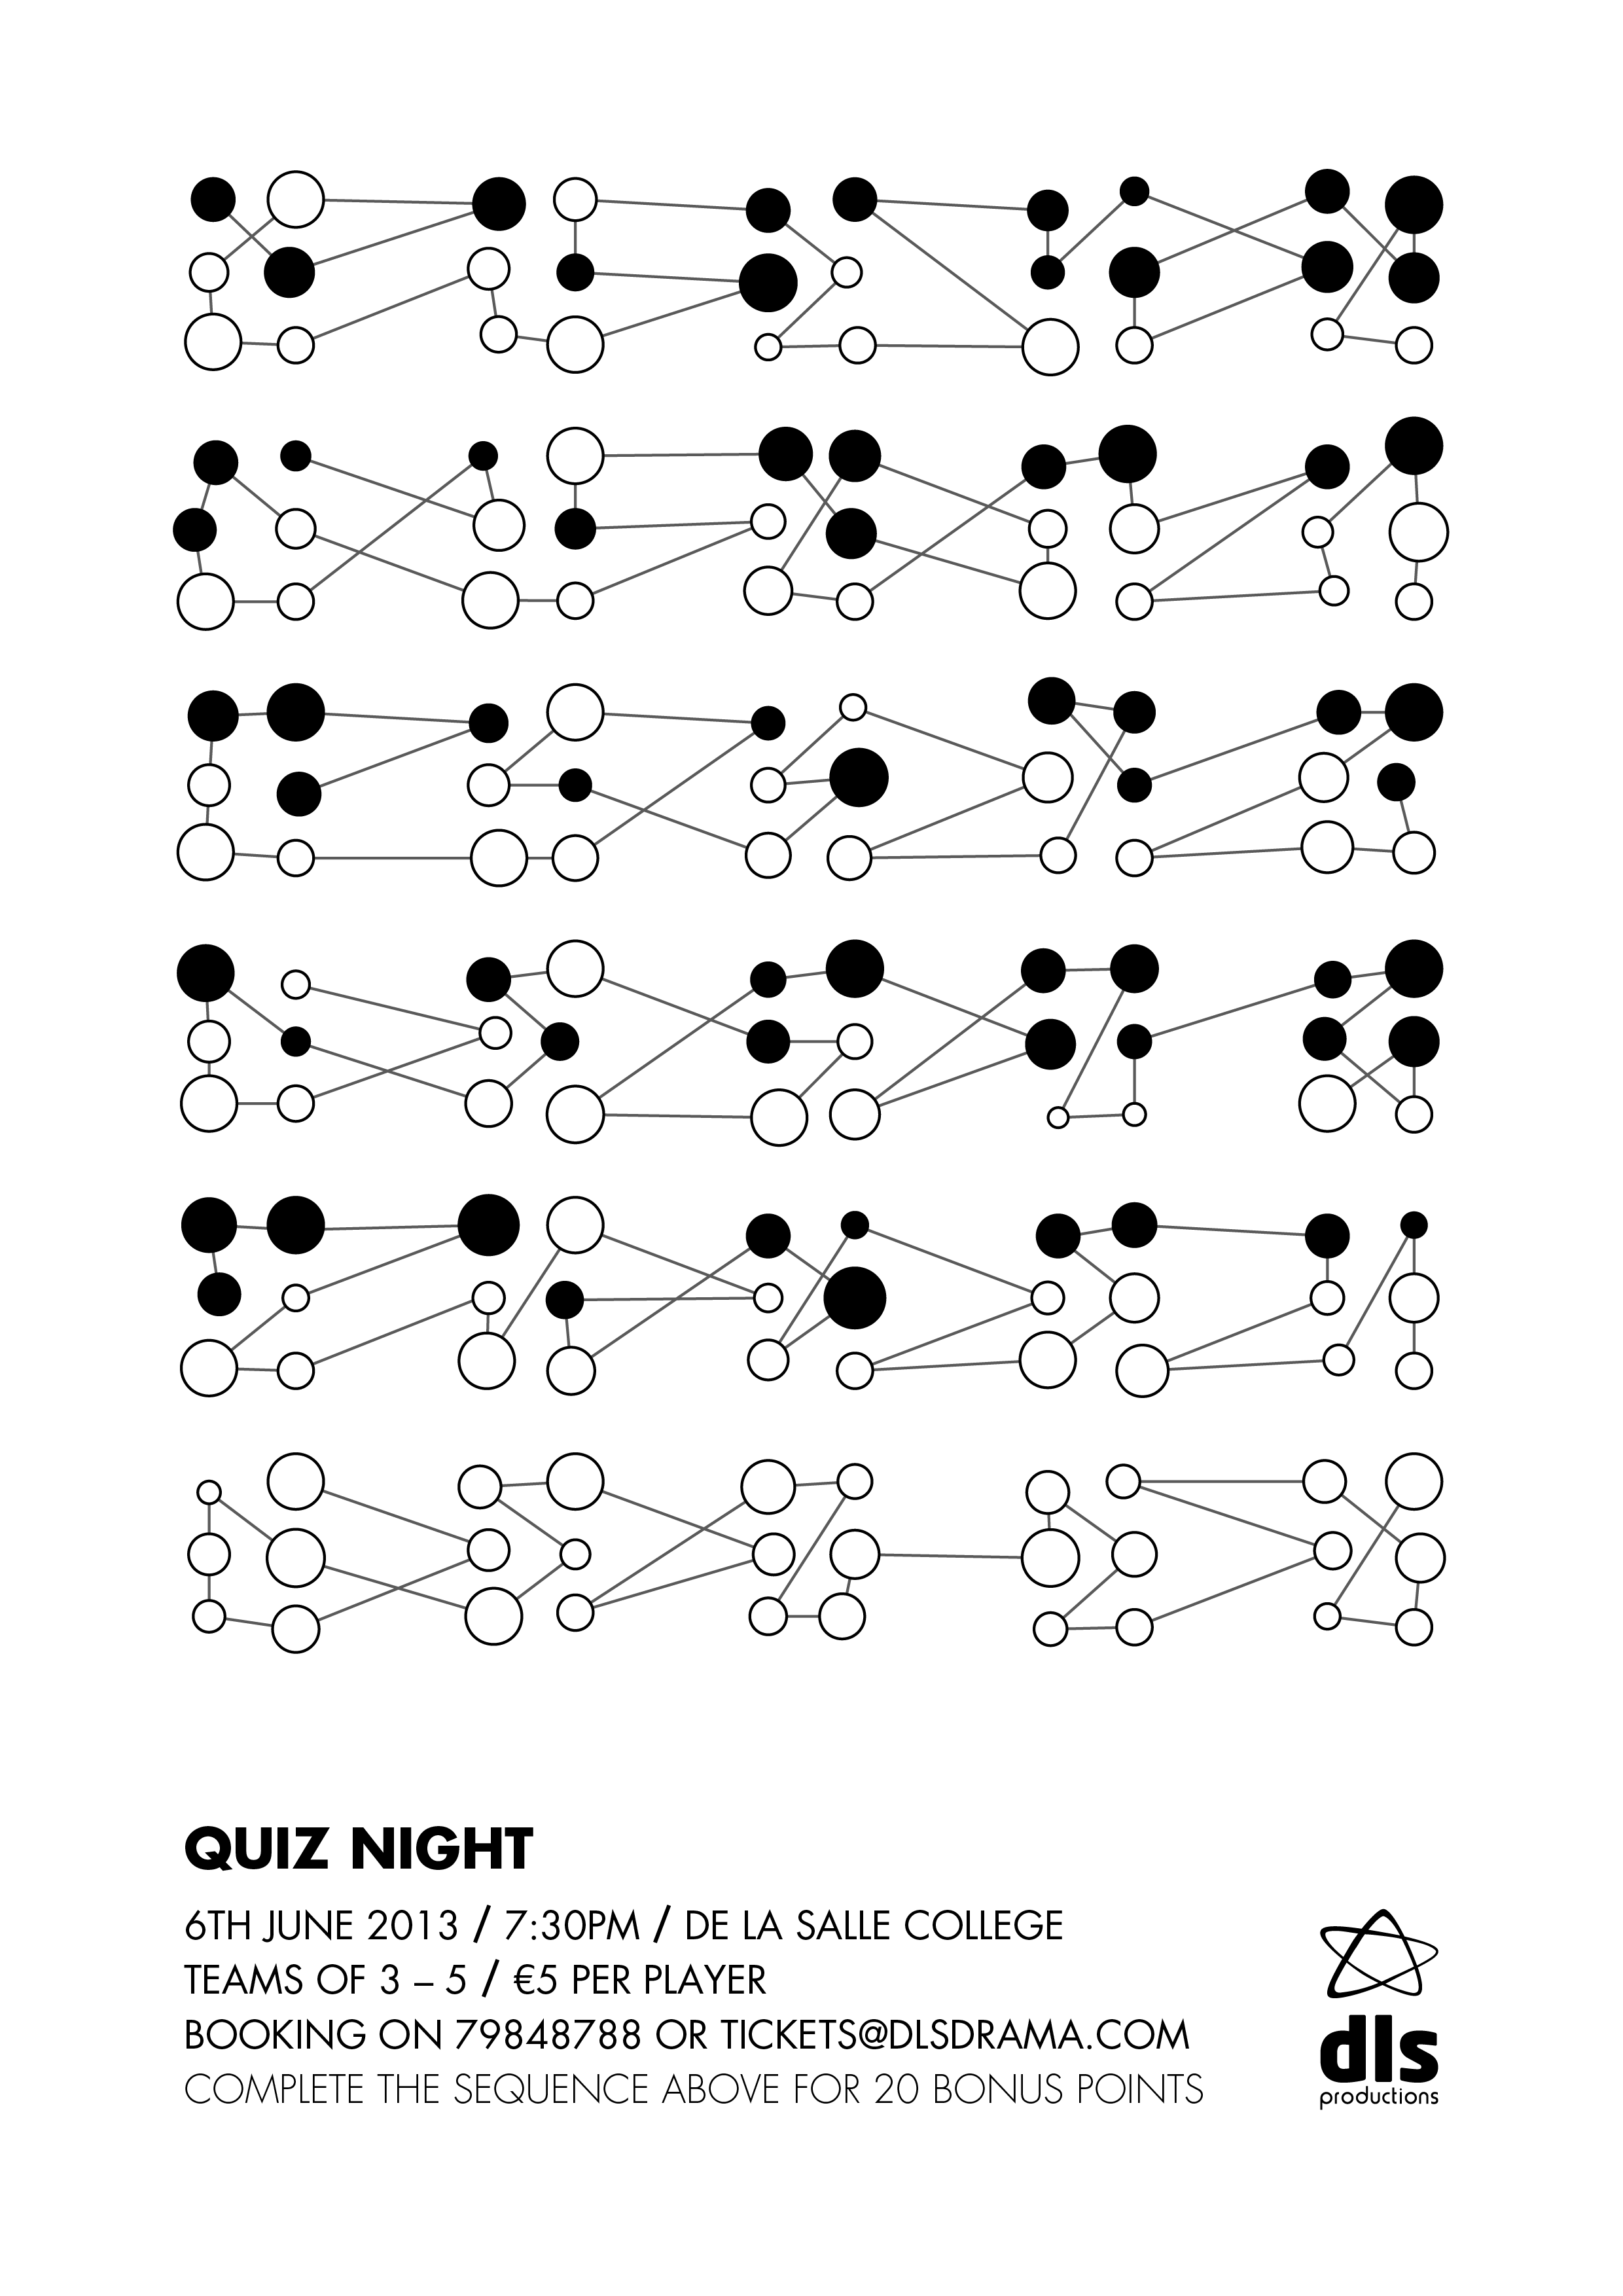 QUIZ NIGHT
6TH JUNE 2013 / 7:30PM / DE LA SALLE COLLEGE
TEAMS OF 3 – 5 / €5 PER PLAYER
BOOKING ON 79848788 OR TICKETS@DLSDRAMA.COM
COMPLETE THE SEQUENCE ABOVE FOR 20 BONUS POINTS
dls
productions